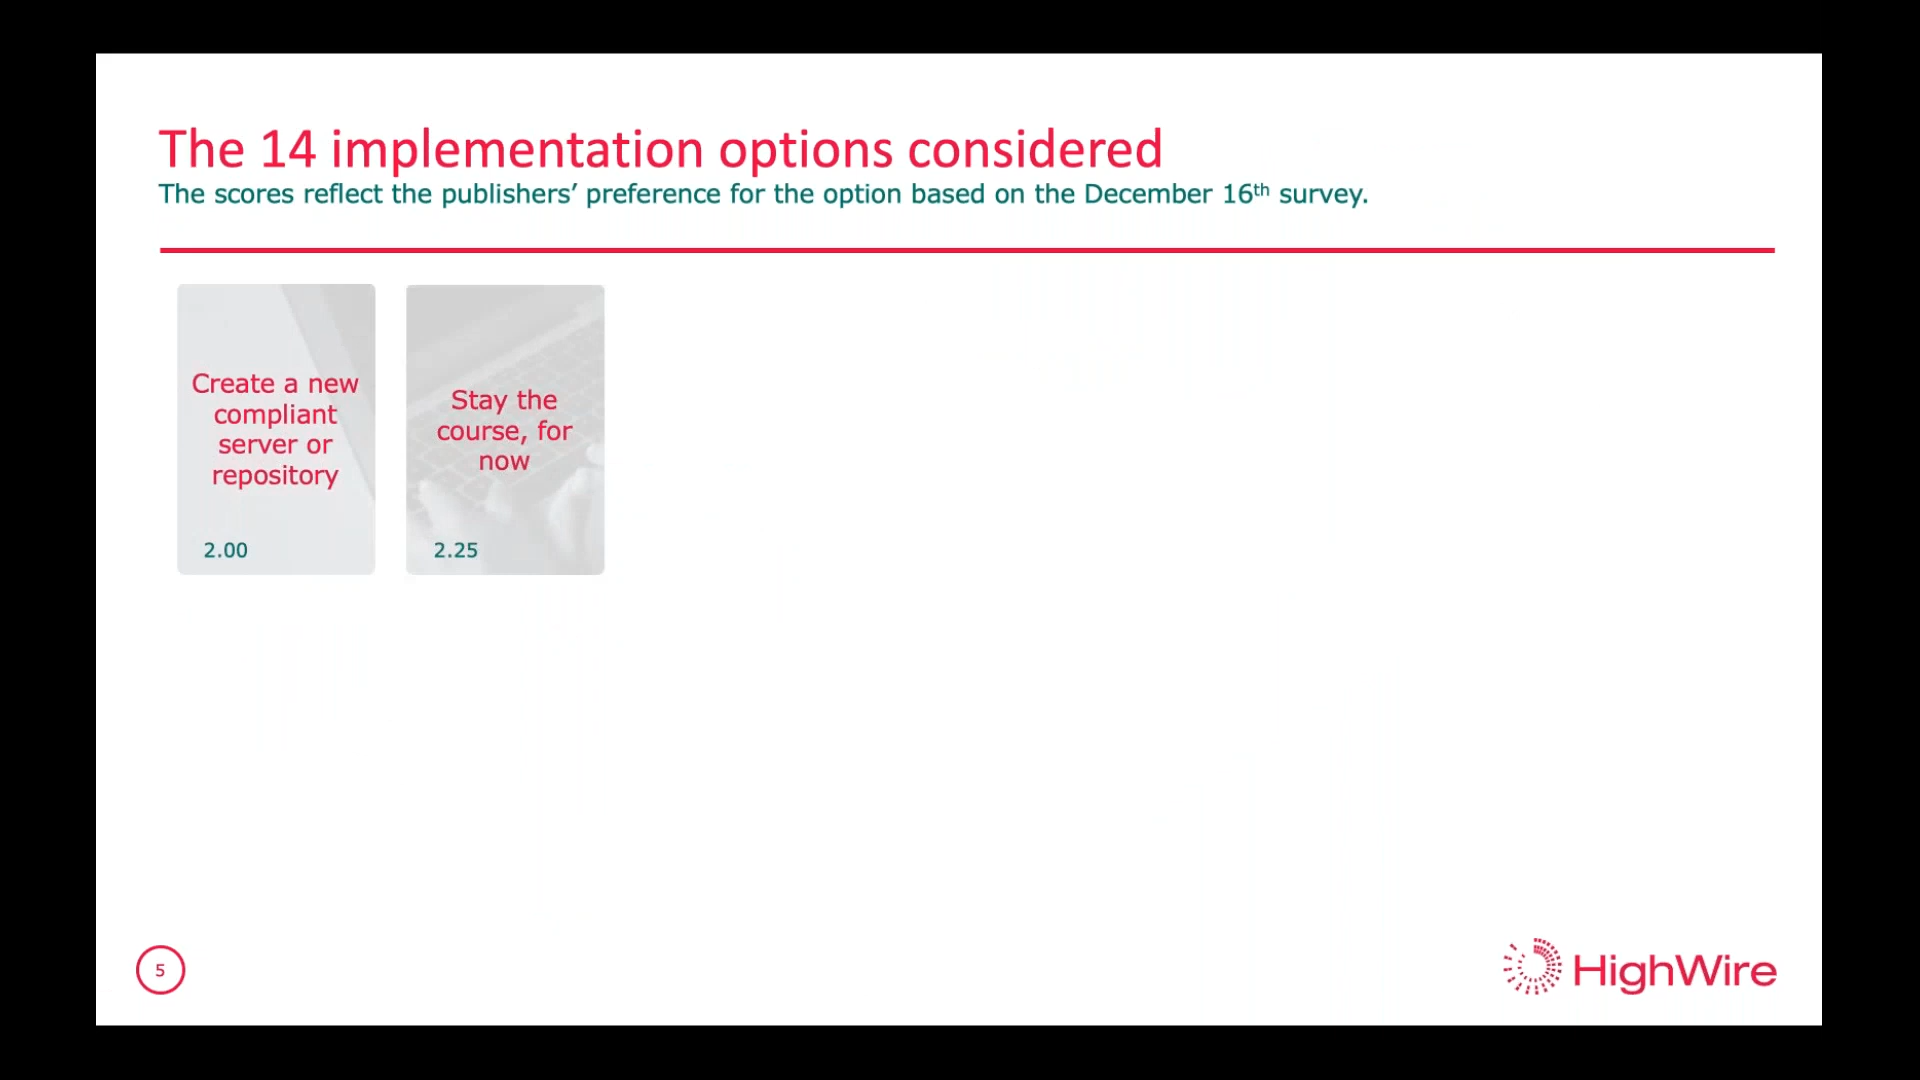 The 14 implementation options considered
The scores reflect the publishers’ preference for the option based on the December 16th survey.
Create a new
compliant
server or
repository
2.00
Stay the
course, for
now
2.25
5
HighWire